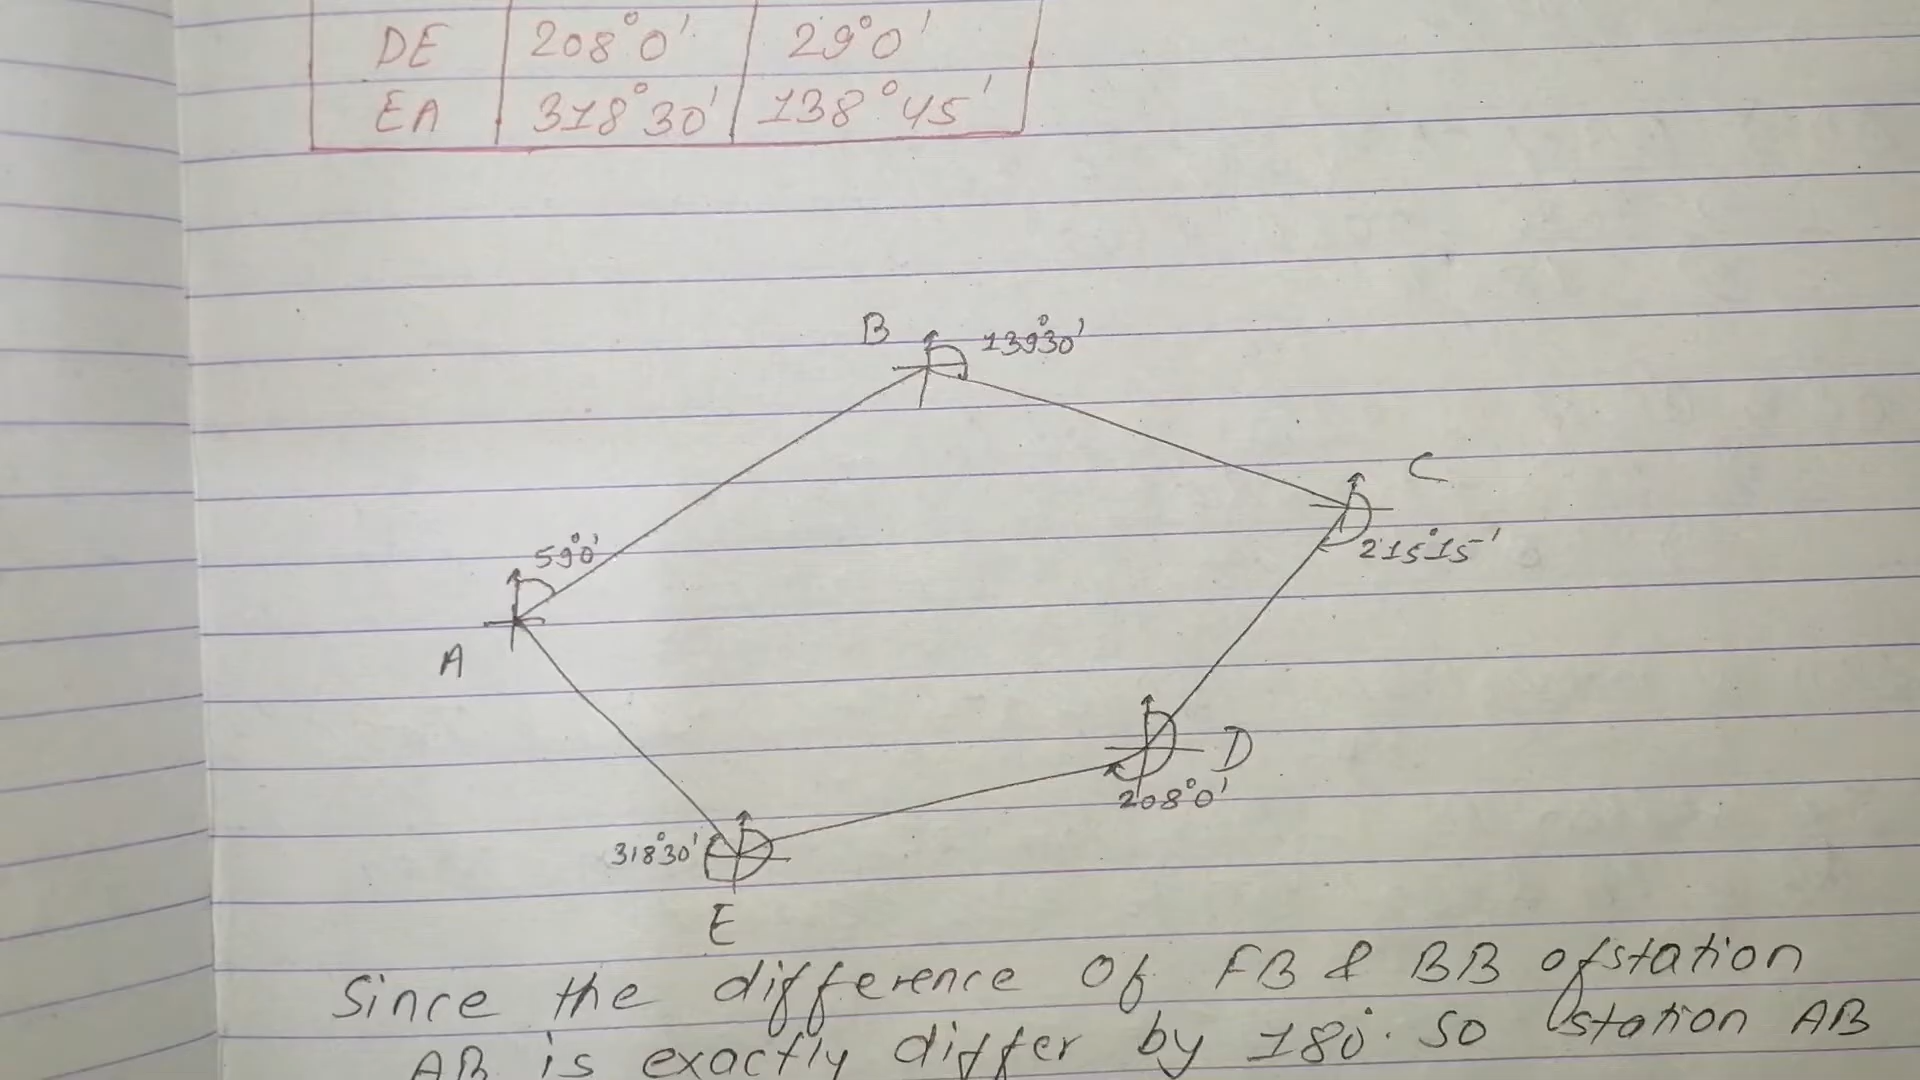 DE 208°0' 29°0'
EA 318°30' 138°45'
B 139°30'
C
59°0' 215°15'
A
D
208°0'
318°30'
E
Since the difference of FB & BB of station
AB is exactly differ by 180°. So station AB